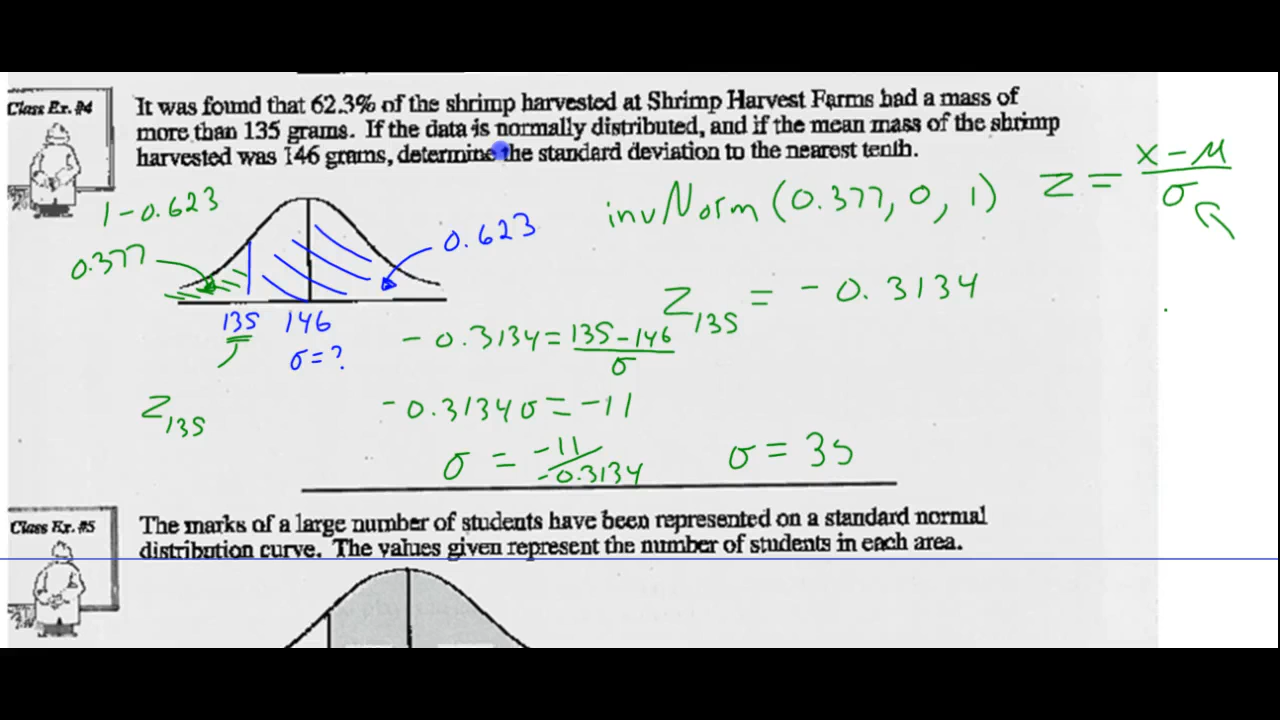 Class Ex. #4
It was found that 62.3% of the shrimp harvested at Shrimp Harvest Farms had a mass of
more than 135 grams. If the data is normally distributed, and if the mean mass of the shrimp
harvested was 146 grams, determine the standard deviation to the nearest tenth.
z = x - μ / σ
invNorm (0.377, 0, 1)
1 - 0.623
0.377
0.623
135 146
σ = ?
Z135 = - 0.3134
- 0.3134 = 135 - 146 / σ
Z135
- 0.3134σ = -11
σ = -11 / -0.3134
σ = 35
Class Ex. #5
The marks of a large number of students have been represented on a standard normal
distribution curve. The values given represent the number of students in each area.